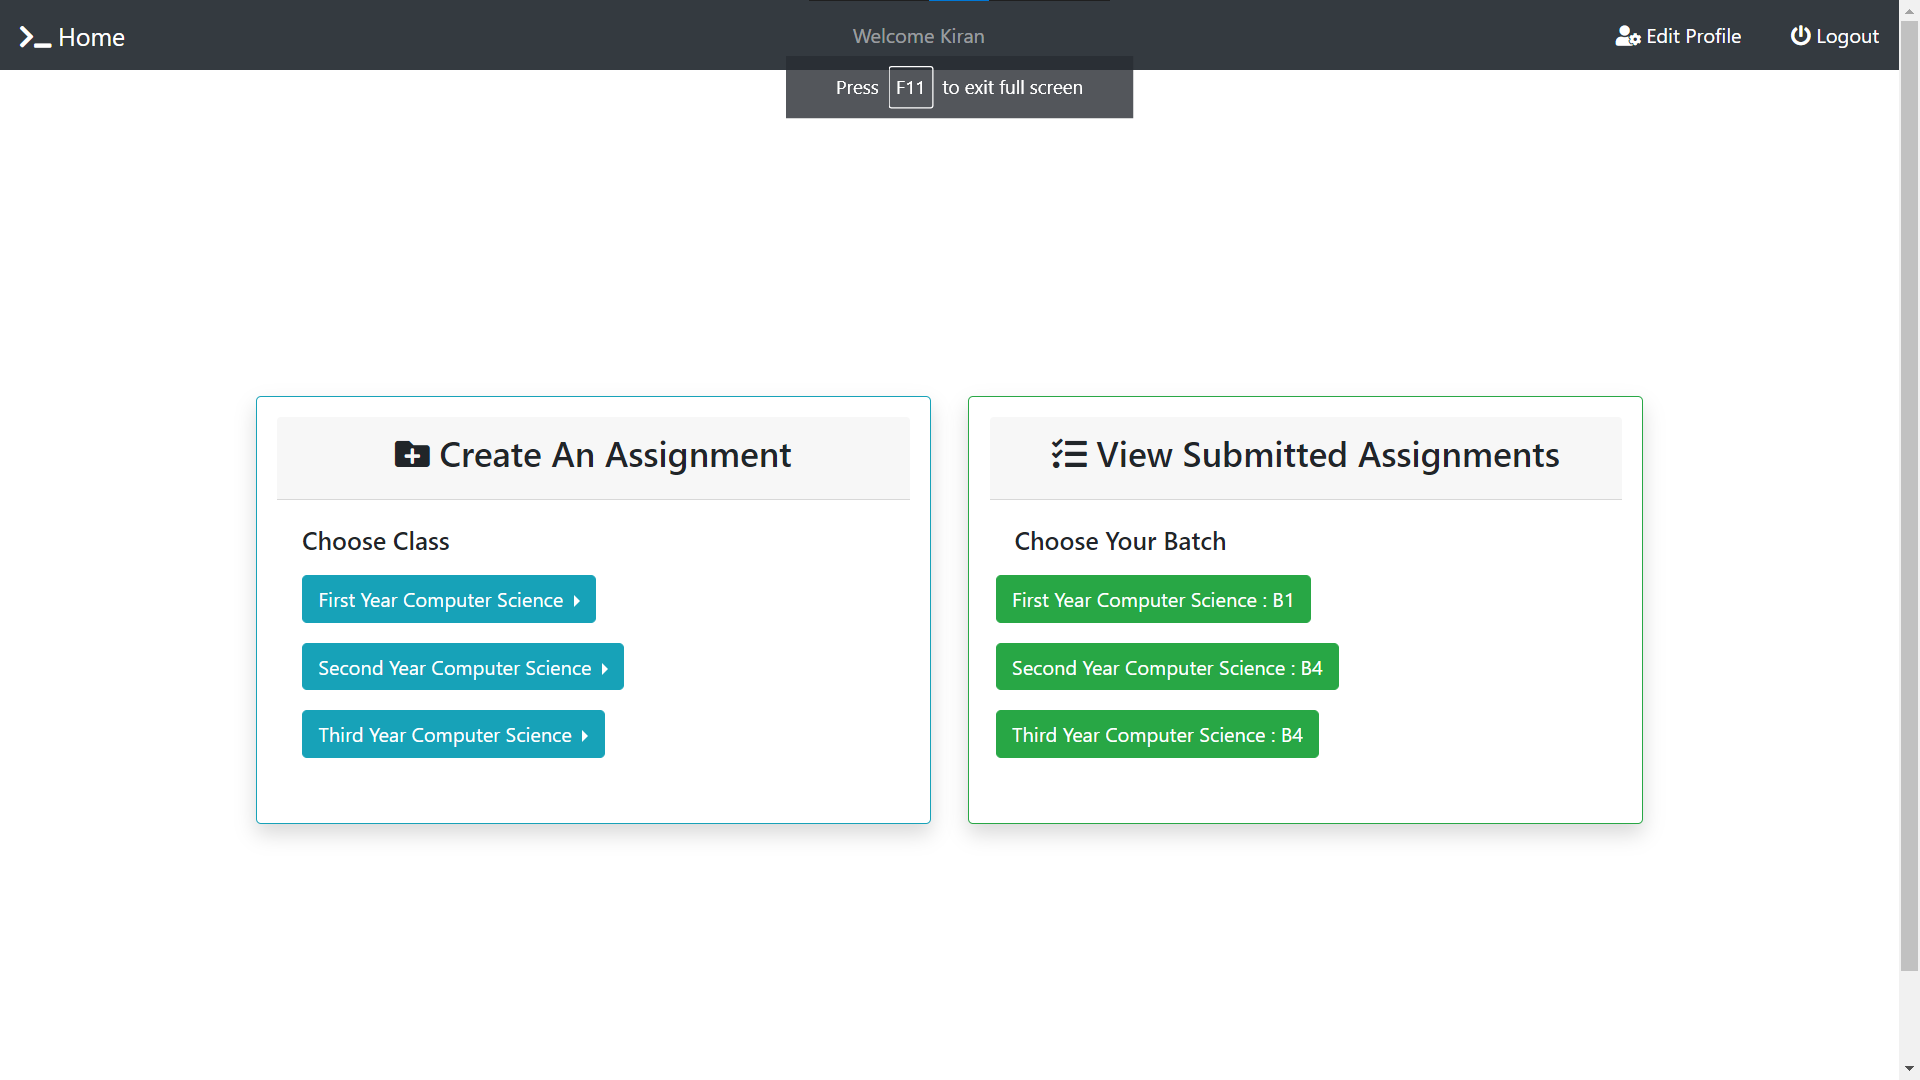 Home
Welcome Kiran
Edit Profile
Logout
Press F11 to exit full screen
Create An Assignment
Choose Class
First Year Computer Science
Second Year Computer Science
Third Year Computer Science
View Submitted Assignments
Choose Your Batch
First Year Computer Science : B1
Second Year Computer Science : B4
Third Year Computer Science : B4